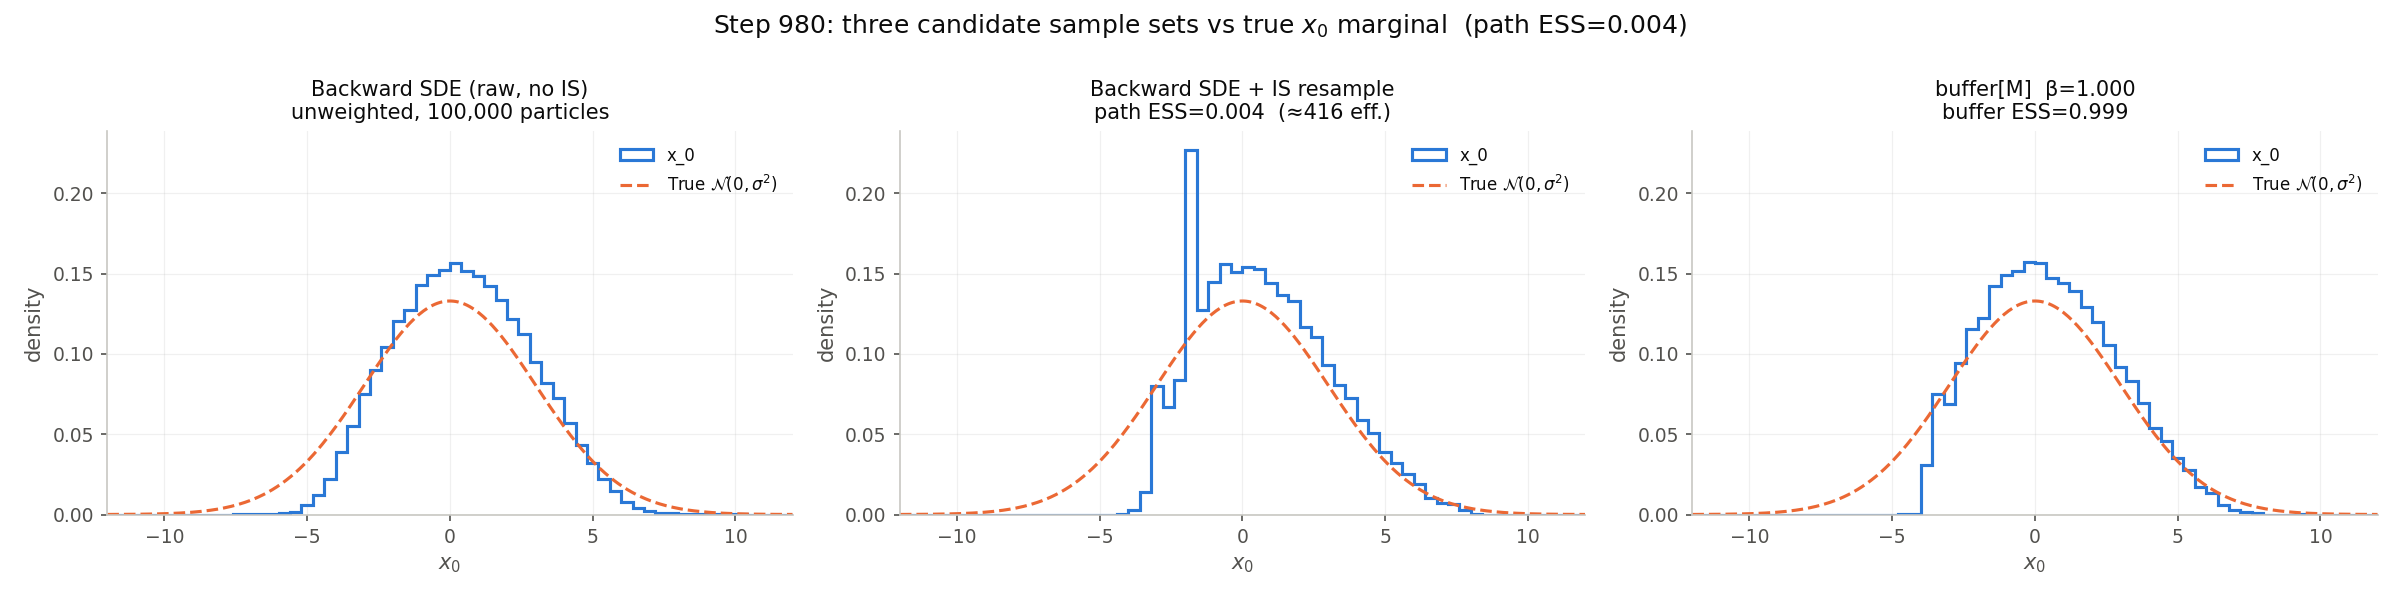 Step 980: three candidate sample sets vs true x₀ marginal (path ESS=0.004)
Backward SDE (raw, no IS)
unweighted, 100,000 particles
x_0
True 𝒩(0, σ²)
0.20
0.15
0.10
0.05
0.00
density
−10
−5
0
5
10
x₀
Backward SDE + IS resample
path ESS=0.004 (≈416 eff.)
x_0
True 𝒩(0, σ²)
0.20
0.15
0.10
0.05
0.00
density
−10
−5
0
5
10
x₀
buffer[M] β=1.000
buffer ESS=0.999
x_0
True 𝒩(0, σ²)
0.20
0.15
0.10
0.05
0.00
density
−10
−5
0
5
10
x₀